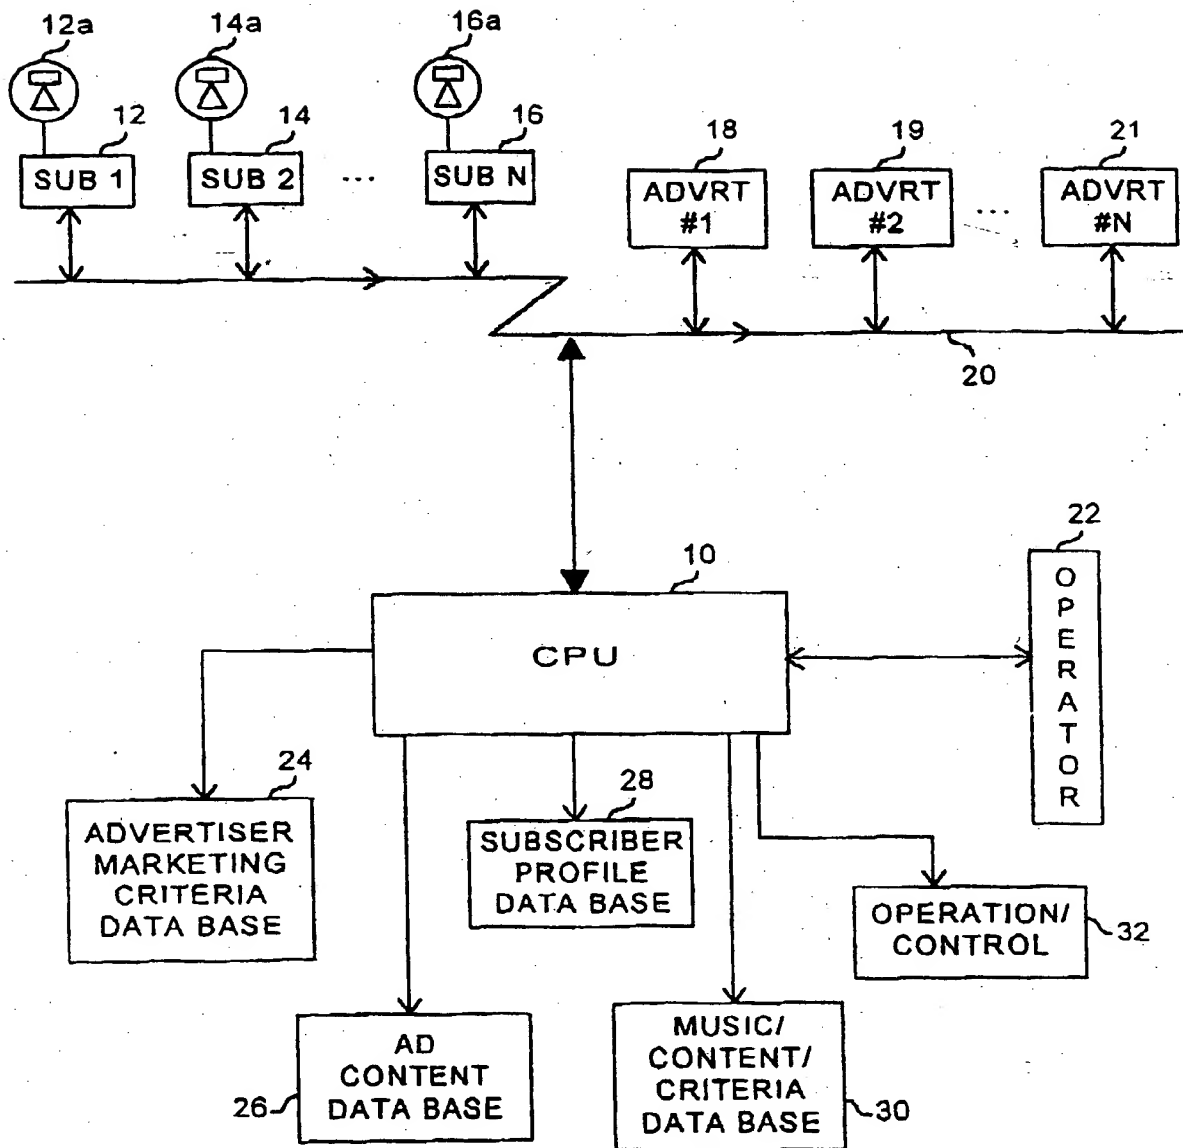 12a
14a
16a
12
14
16
18
19
21
SUB 1
SUB 2
...
SUB N
ADVRT
#1
ADVRT
#2
...
ADVRT
#N
20
10
CPU
22
OPERATOR
24
ADVERTISER
MARKETING
CRITERIA
DATA BASE
28
SUBSCRIBER
PROFILE
DATA BASE
OPERATION/
CONTROL
32
AD
CONTENT
DATA BASE
26
MUSIC/
CONTENT/
CRITERIA
DATA BASE
30